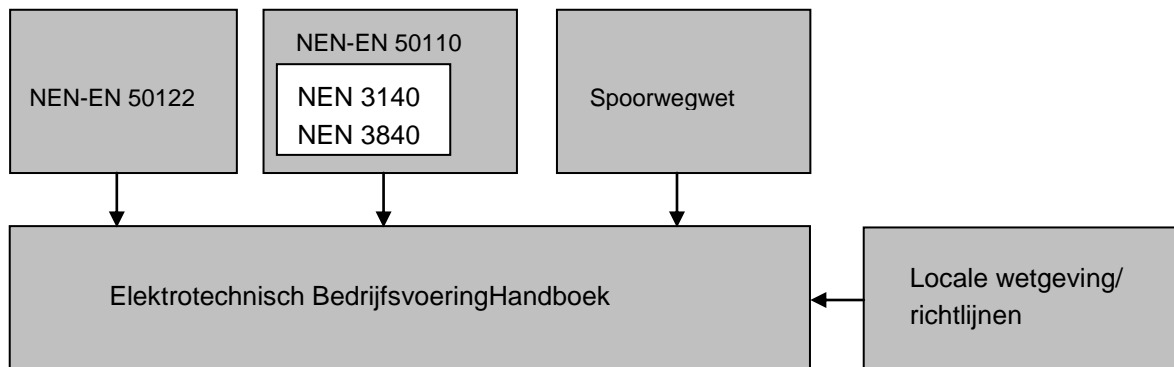 NEN-EN 50122
NEN-EN 50110
NEN 3140
NEN 3840
Spoorwegwet
Elektrotechnisch BedrijfsvoeringHandboek
Locale wetgeving/
richtlijnen